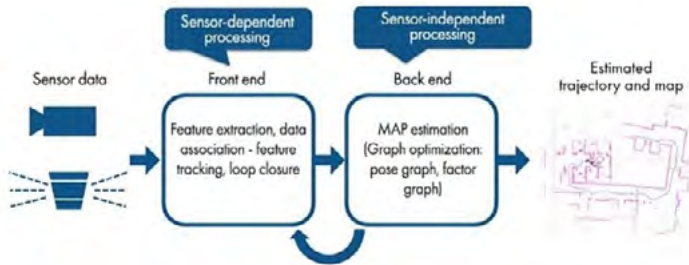 Sensor-dependent
processing
Sensor-independent
processing
Sensor data
Front end
Back end
Estimated
trajectory and map
Feature extraction, data
association - feature
tracking, loop closure
MAP estimation
(Graph optimization:
pose graph, factor
graph)